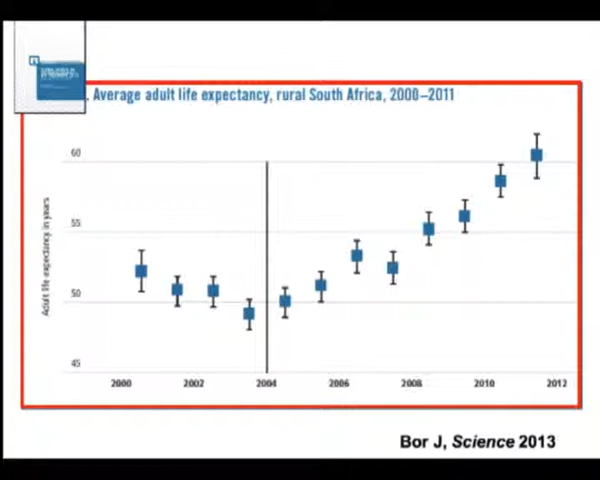 , Average adult life expectancy, rural South Africa, 2000–2011
Adult life expectancy in years
60
55
50
45
2000 2002 2004 2006 2008 2010 2012
Bor J, Science 2013